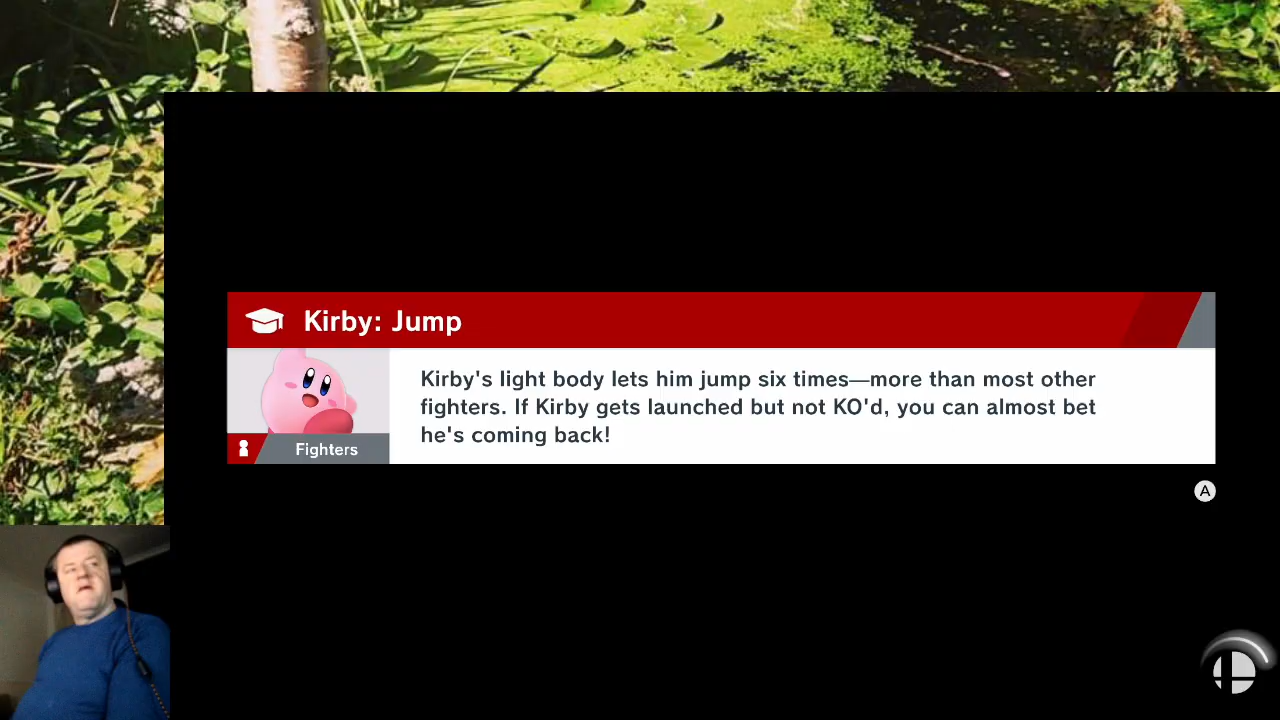 Kirby: Jump
Kirby's light body lets him jump six times—more than most other
fighters. If Kirby gets launched but not KO'd, you can almost bet
he's coming back!
Fighters
A